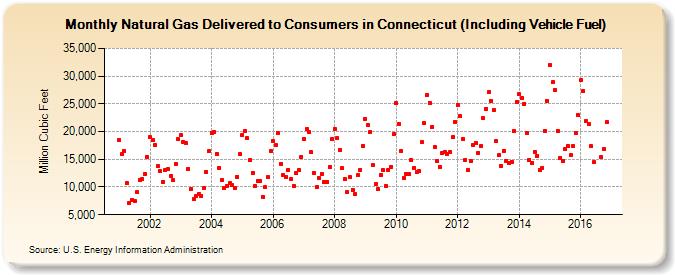 Monthly Natural Gas Delivered to Consumers in Connecticut (Including Vehicle Fuel)
Million Cubic Feet
35,000
30,000
25,000
20,000
15,000
10,000
5,000
2002 2004 2006 2008 2010 2012 2014 2016
Source: U.S. Energy Information Administration